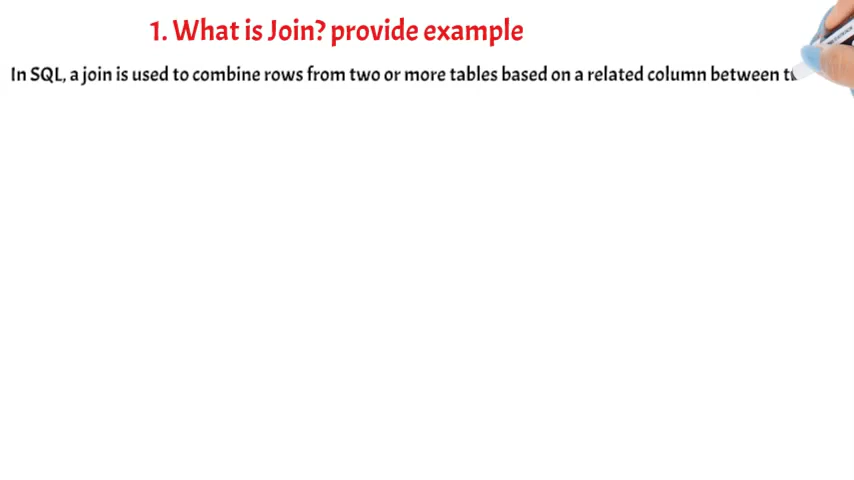 1. What is Join? provide example
In SQL, a join is used to combine rows from two or more tables based on a related column between